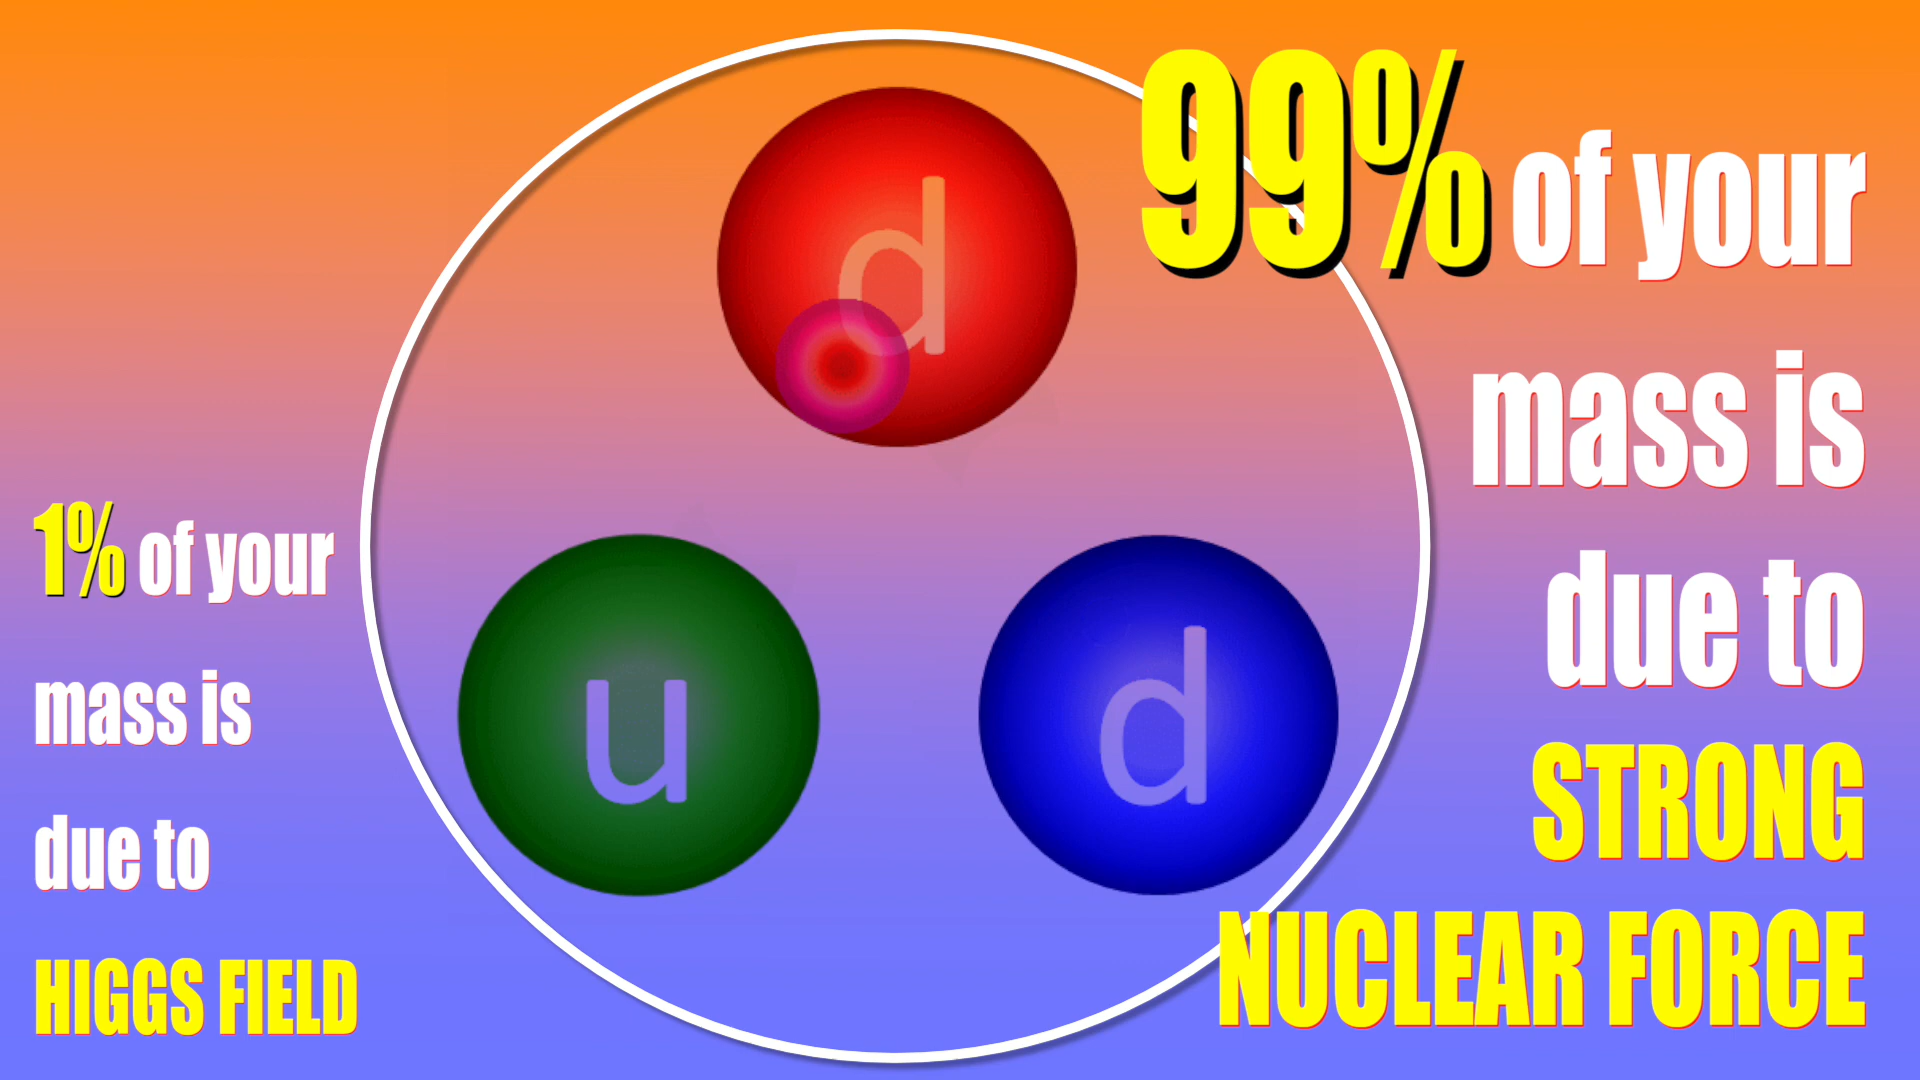 1% of your
mass is
due to
HIGGS FIELD
d
u
d
99% of your
mass is
due to
STRONG
NUCLEAR FORCE